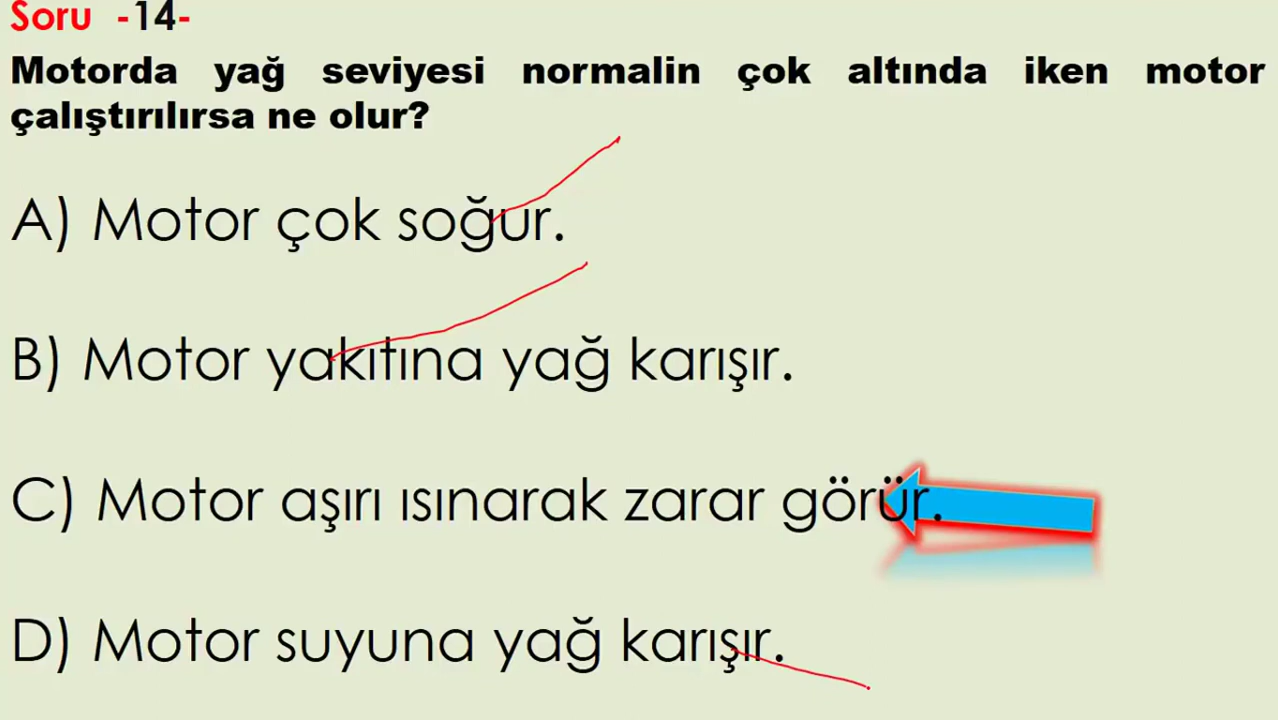 Soru -14-
Motorda yağ seviyesi normalin çok altında iken motor
çalıştırılırsa ne olur?
A) Motor çok soğur.
B) Motor yakıtına yağ karışır.
C) Motor aşırı ısınarak zarar görür.
D) Motor suyuna yağ karışır.